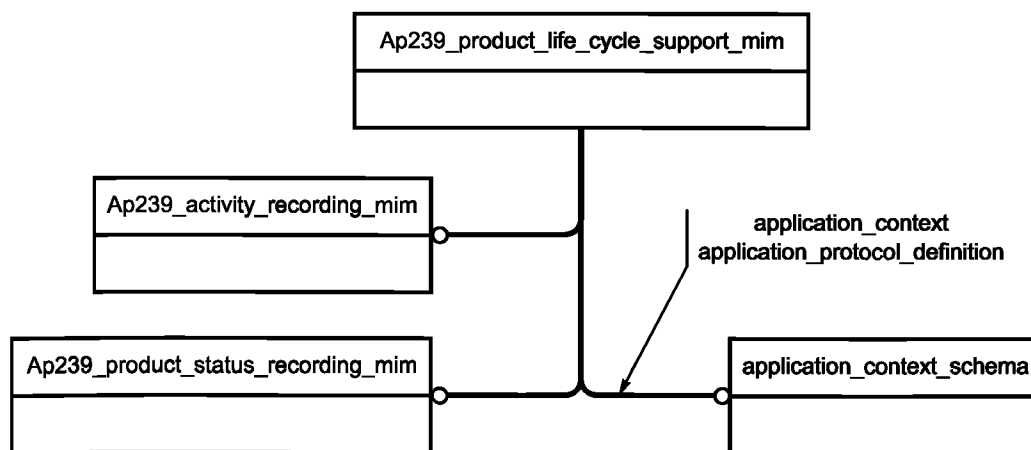 Ap239_product_life_cycle_support_mim
Ap239_activity_recording_mim
application_context
application_protocol_definition
Ap239_product_status_recording_mim
application_context_schema